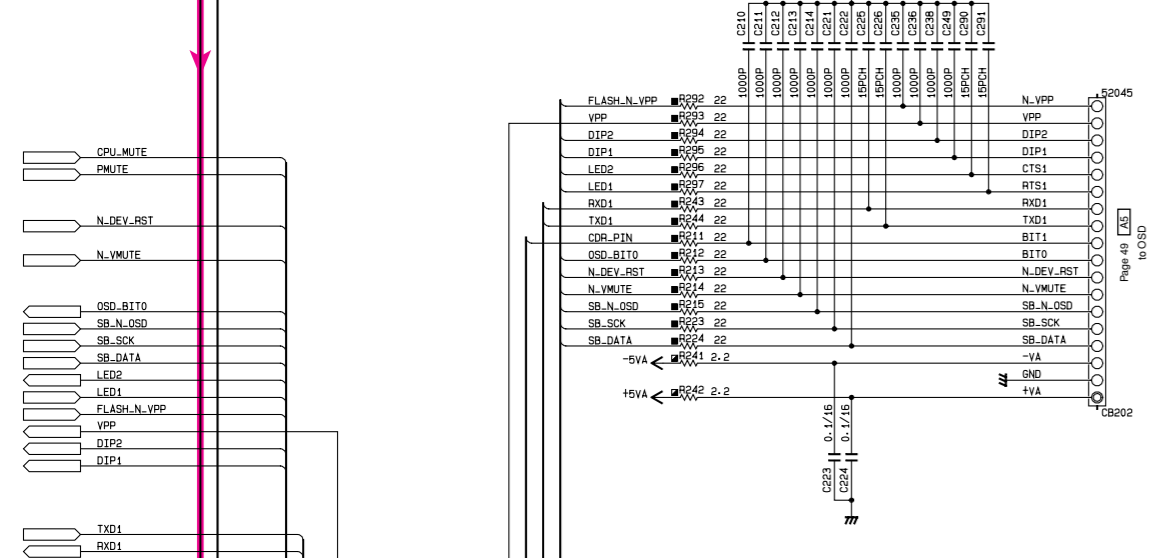 C210 C211 C212 C213 C214 C221 C222 C225 C226 C235 C236 C238 C249 C290 C291
1000P 1000P 1000P 1000P 1000P 1000P 1000P 15PCH 15PCH 1000P 1000P 1000P 1000P 15PCH 15PCH
52045
FLASH_N_VPP R292 22 N_VPP
VPP R293 22 VPP
DIP2 R294 22 DIP2
DIP1 R295 22 DIP1
LED2 R296 22 CTS1
LED1 R297 22 RTS1
RXD1 R243 22 RXD1
TXD1 R244 22 TXD1
CDR_PIN R211 22 BIT1
OSD_BIT0 R212 22 BIT0
N_DEV_RST R213 22 N_DEV_RST
N_VMUTE R214 22 N_VMUTE
SB_N_OSD R215 22 SB_N_OSD
SB_SCK R223 22 SB_SCK
SB_DATA R224 22 SB_DATA
-5VA R241 2.2 -VA
GND
+5VA R242 2.2 +VA
CB202
Page 49 A5
to OSD
0.1/16 0.1/16
C223 C224
CPU_MUTE
PMUTE
N_DEV_RST
N_VMUTE
OSD_BIT0
SB_N_OSD
SB_SCK
SB_DATA
LED2
LED1
FLASH_N_VPP
VPP
DIP2
DIP1
TXD1
RXD1